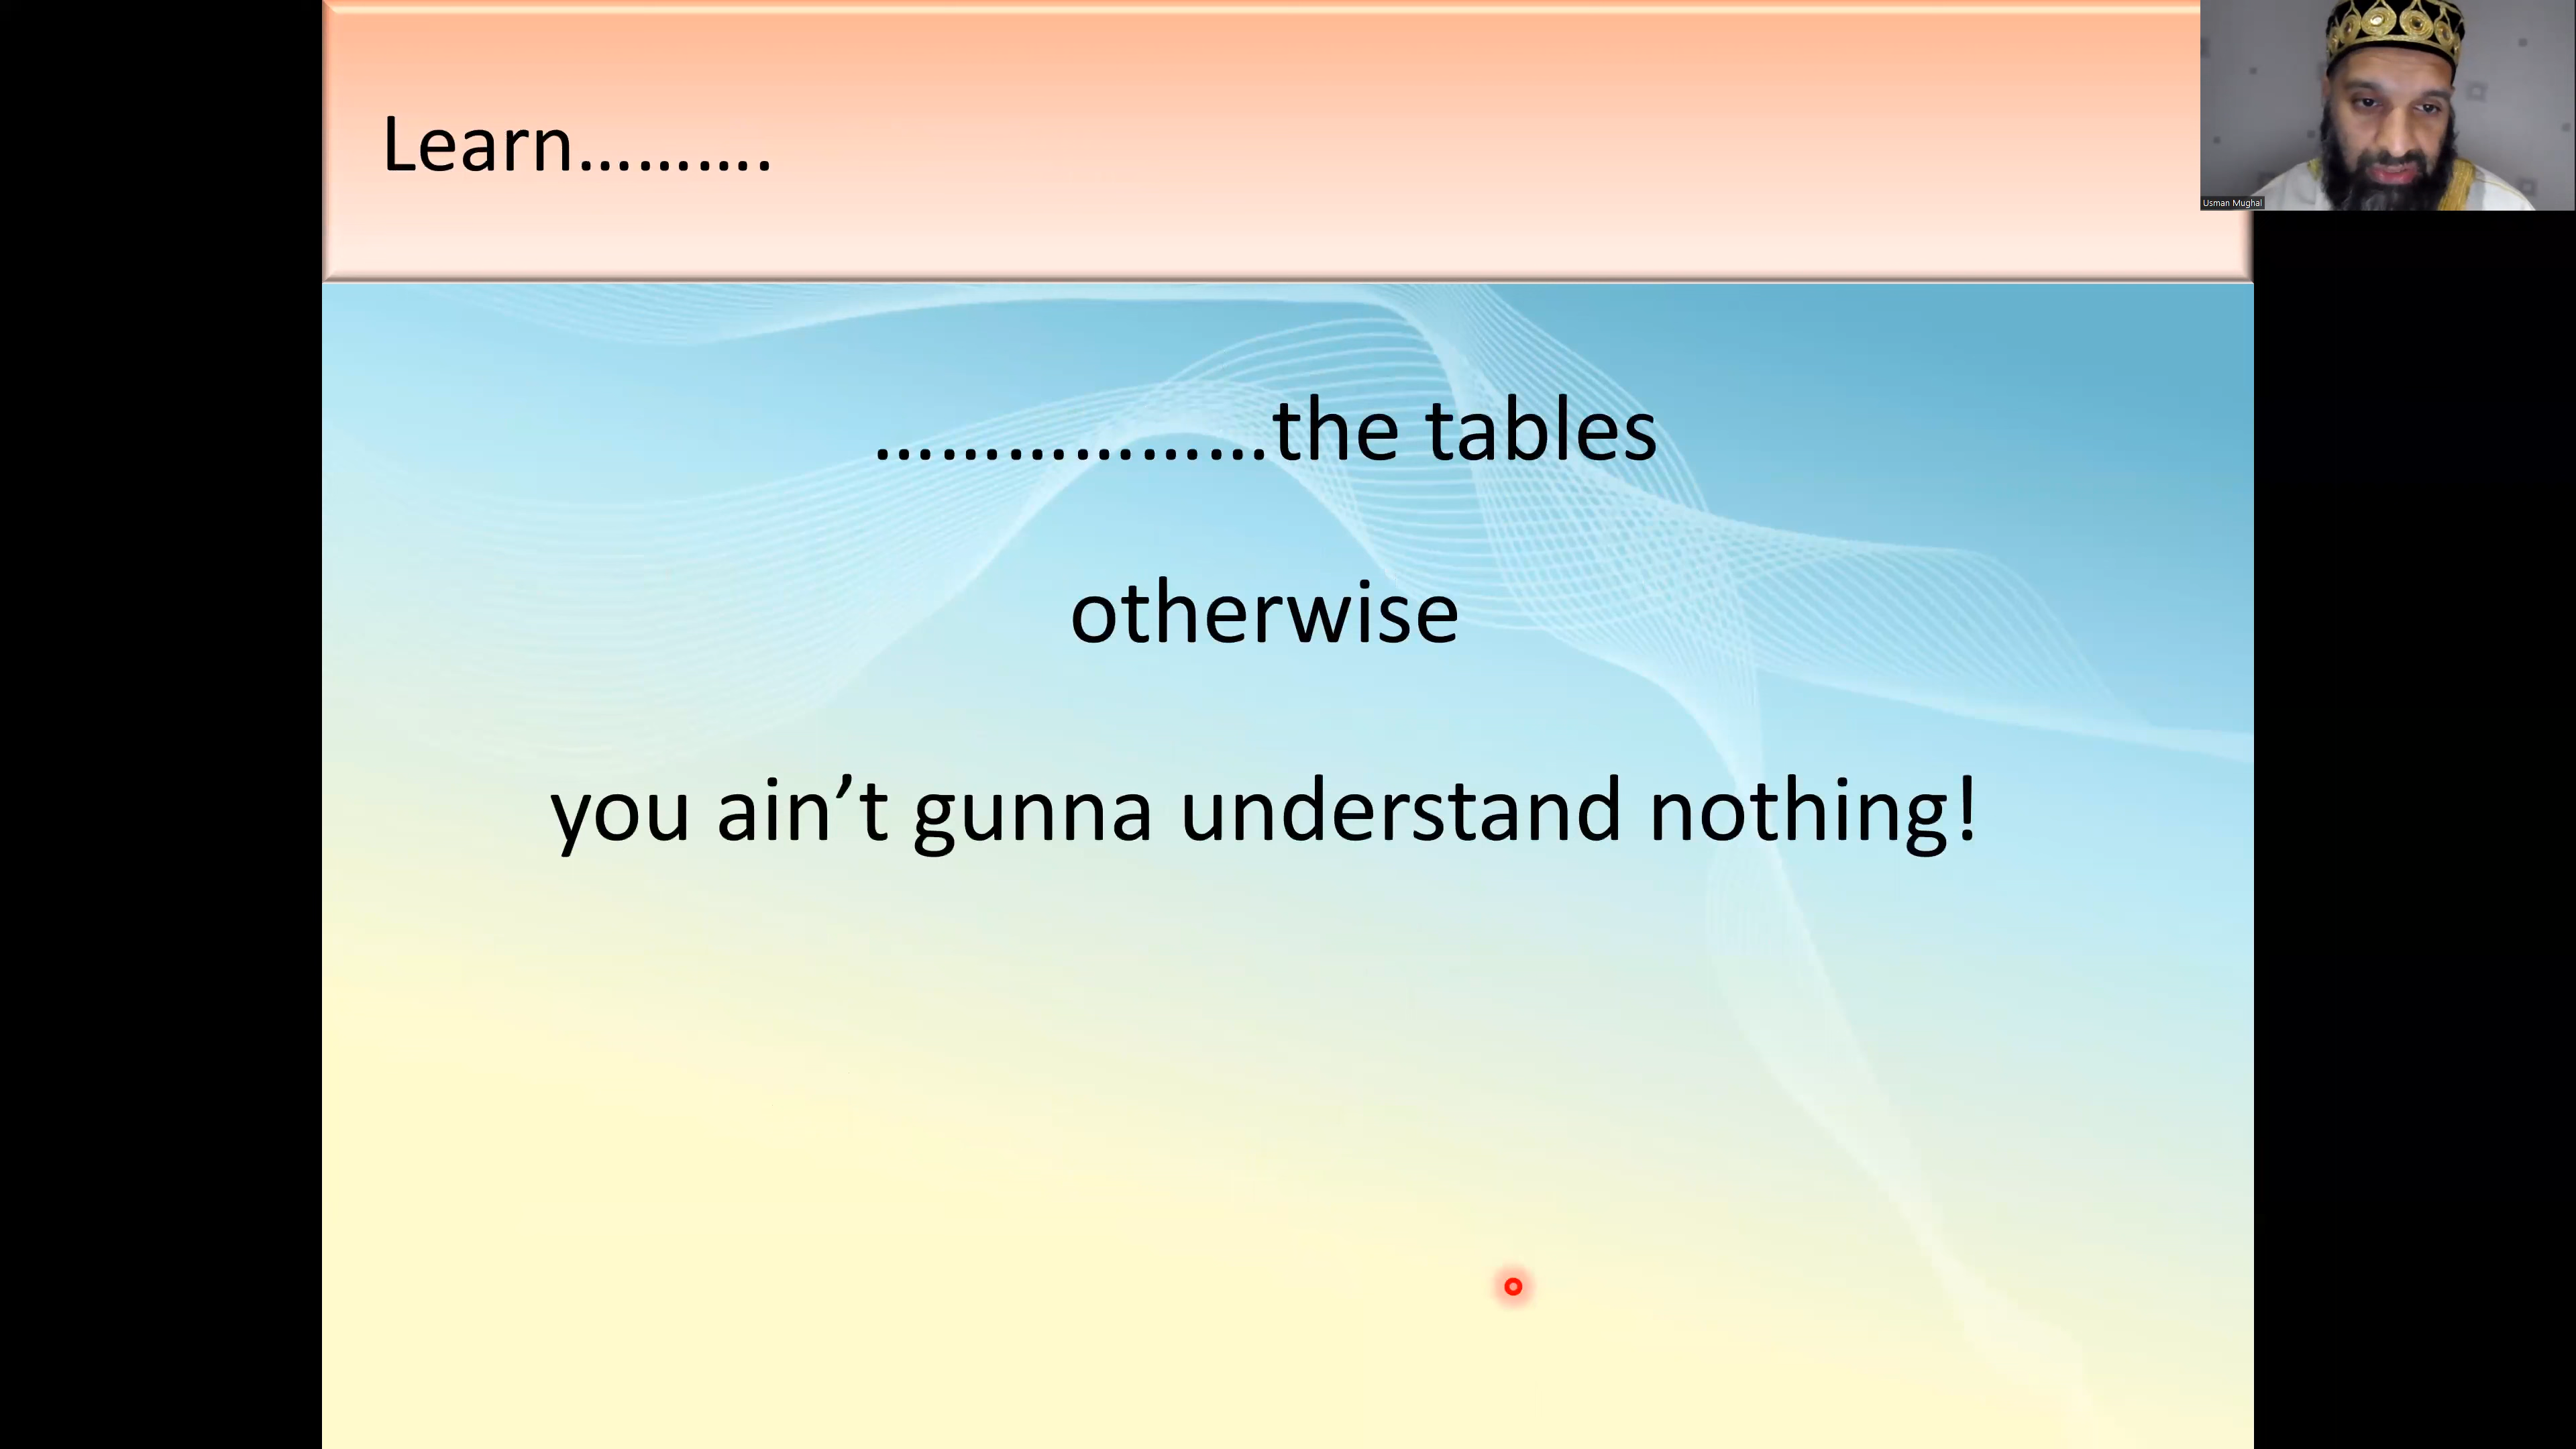 Learn……….
Usman Mughal
………………the tables
otherwise
you ain’t gunna understand nothing!